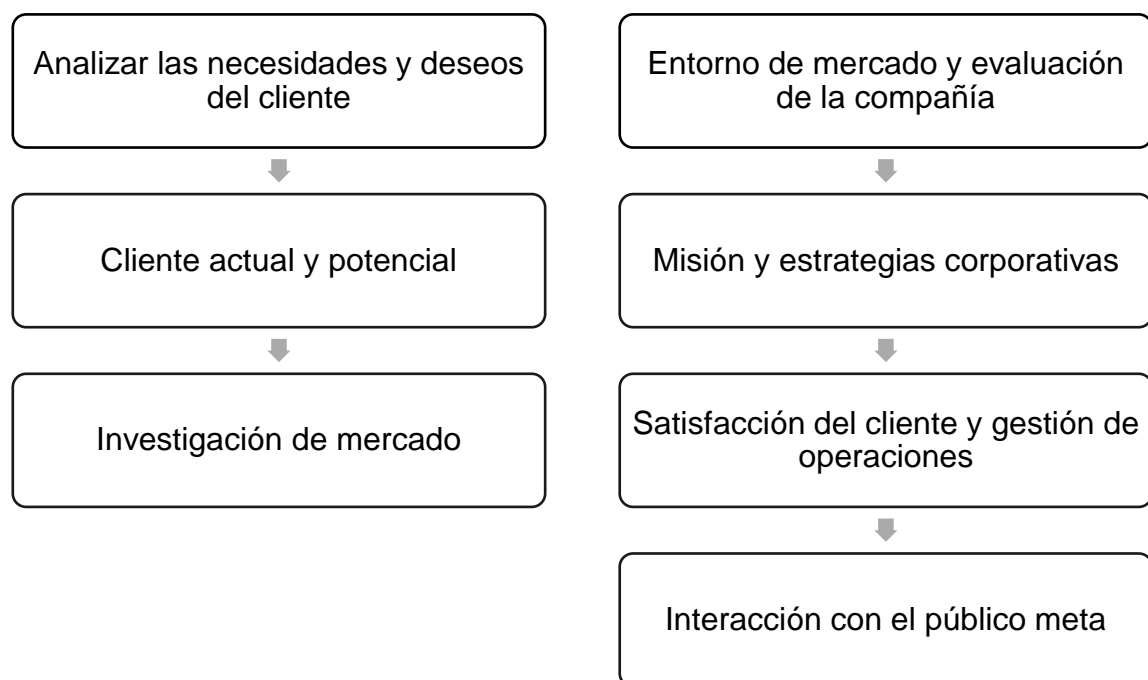 Analizar las necesidades y deseos
del cliente
Cliente actual y potencial
Investigación de mercado
Entorno de mercado y evaluación
de la compañía
Misión y estrategias corporativas
Satisfacción del cliente y gestión de
operaciones
Interacción con el público meta